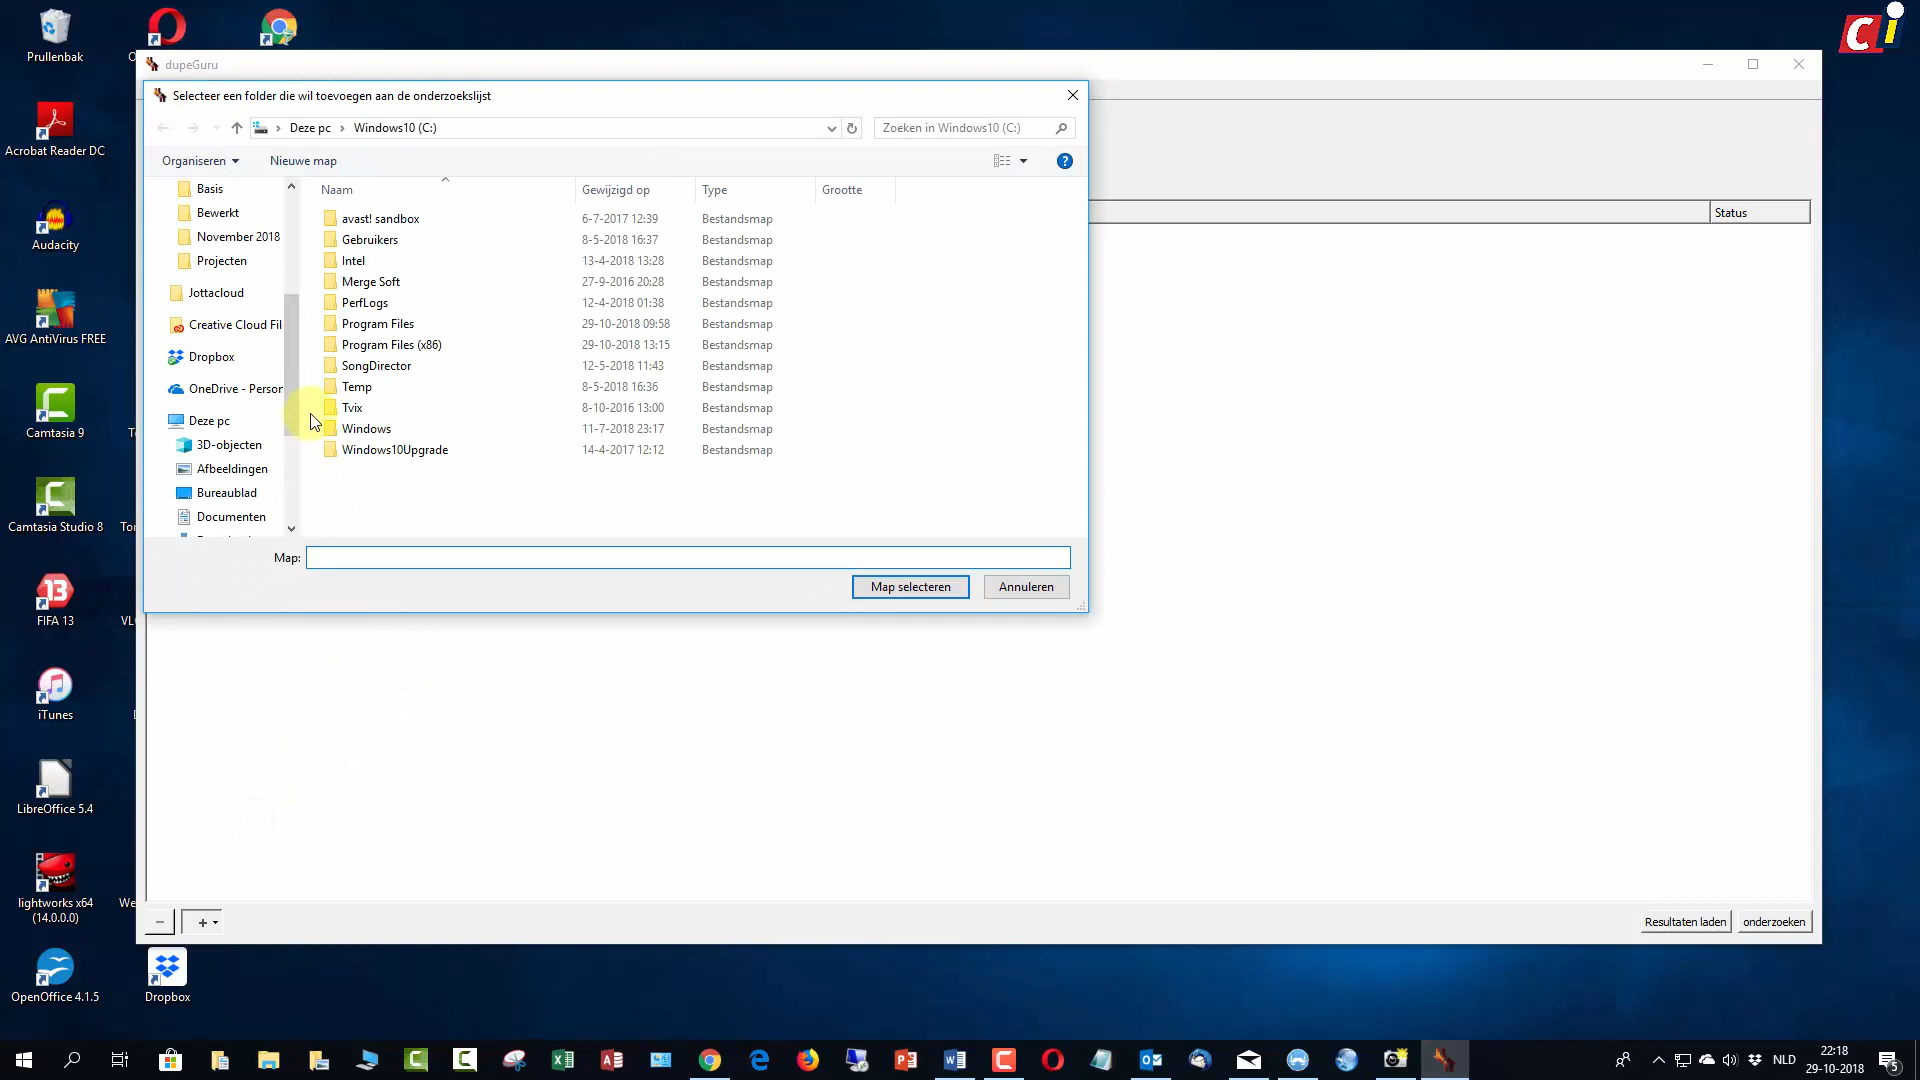 Prullenbak
Ci
dupeGuru
Selecteer een folder die wil toevoegen aan de onderzoekslijst
Deze pc
Windows10 (C:)
Zoeken in Windows10 (C:)
Organiseren
Nieuwe map
Naam
Gewijzigd op
Type
Grootte
Status
Basis
Bewerkt
November 2018
Projecten
Jottacloud
Creative Cloud Fil
Dropbox
OneDrive - Person
Deze pc
3D-objecten
Afbeeldingen
Bureaublad
Documenten
avast! sandbox 6-7-2017 12:39 Bestandsmap
Gebruikers 8-5-2018 16:37 Bestandsmap
Intel 13-4-2018 13:28 Bestandsmap
Merge Soft 27-9-2016 20:28 Bestandsmap
PerfLogs 12-4-2018 01:38 Bestandsmap
Program Files 29-10-2018 09:58 Bestandsmap
Program Files (x86) 29-10-2018 13:15 Bestandsmap
SongDirector 12-5-2018 11:43 Bestandsmap
Temp 8-5-2018 16:36 Bestandsmap
Tvix 8-10-2016 13:00 Bestandsmap
Windows 11-7-2018 23:17 Bestandsmap
Windows10Upgrade 14-4-2017 12:12 Bestandsmap
Map:
Map selecteren
Annuleren
Acrobat Reader DC
Audacity
AVG AntiVirus FREE
Camtasia 9
Camtasia Studio 8
FIFA 13
iTunes
LibreOffice 5.4
lightworks x64
(14.0.0.0)
OpenOffice 4.1.5
Dropbox
Resultaten laden
onderzoeken
NLD
22:18
29-10-2018
5